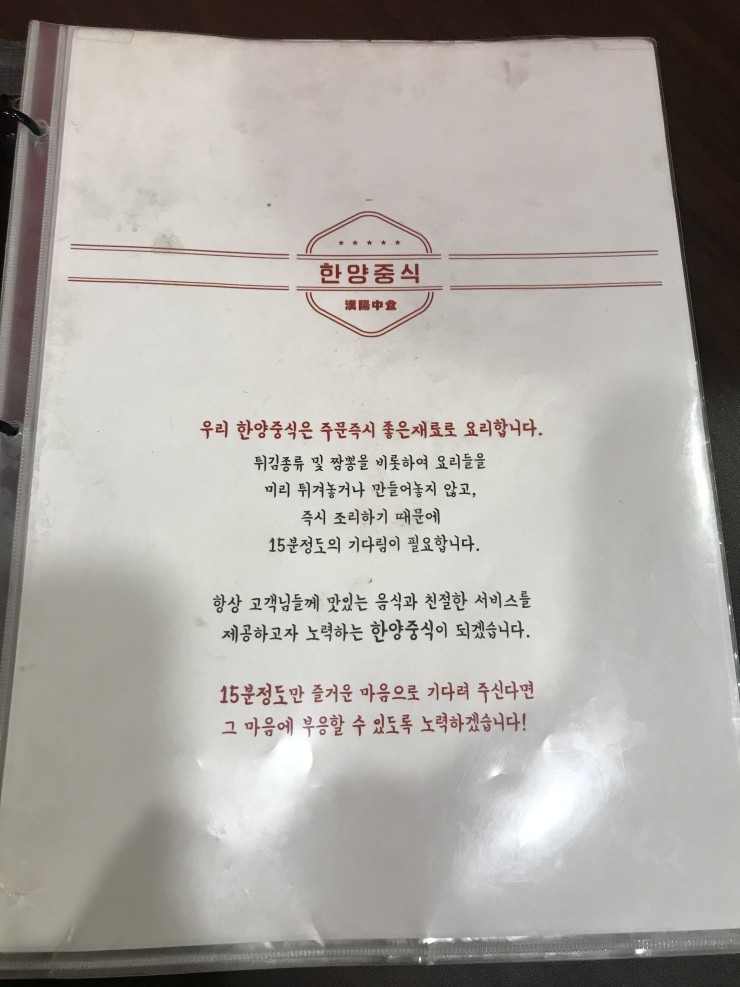 ★ ★ ★ ★ ★
한양중식
漢陽中食
우리 한양중식은 주문즉시 좋은재료로 요리합니다.
튀김종류 및 짬뽕을 비롯하여 요리들을
미리 튀겨놓거나 만들어놓지 않고,
즉시 조리하기 때문에
15분정도의 기다림이 필요합니다.
항상 고객님들께 맛있는 음식과 친절한 서비스를
제공하고자 노력하는 한양중식이 되겠습니다.
15분정도만 즐거운 마음으로 기다려 주신다면
그 마음에 부응할 수 있도록 노력하겠습니다!